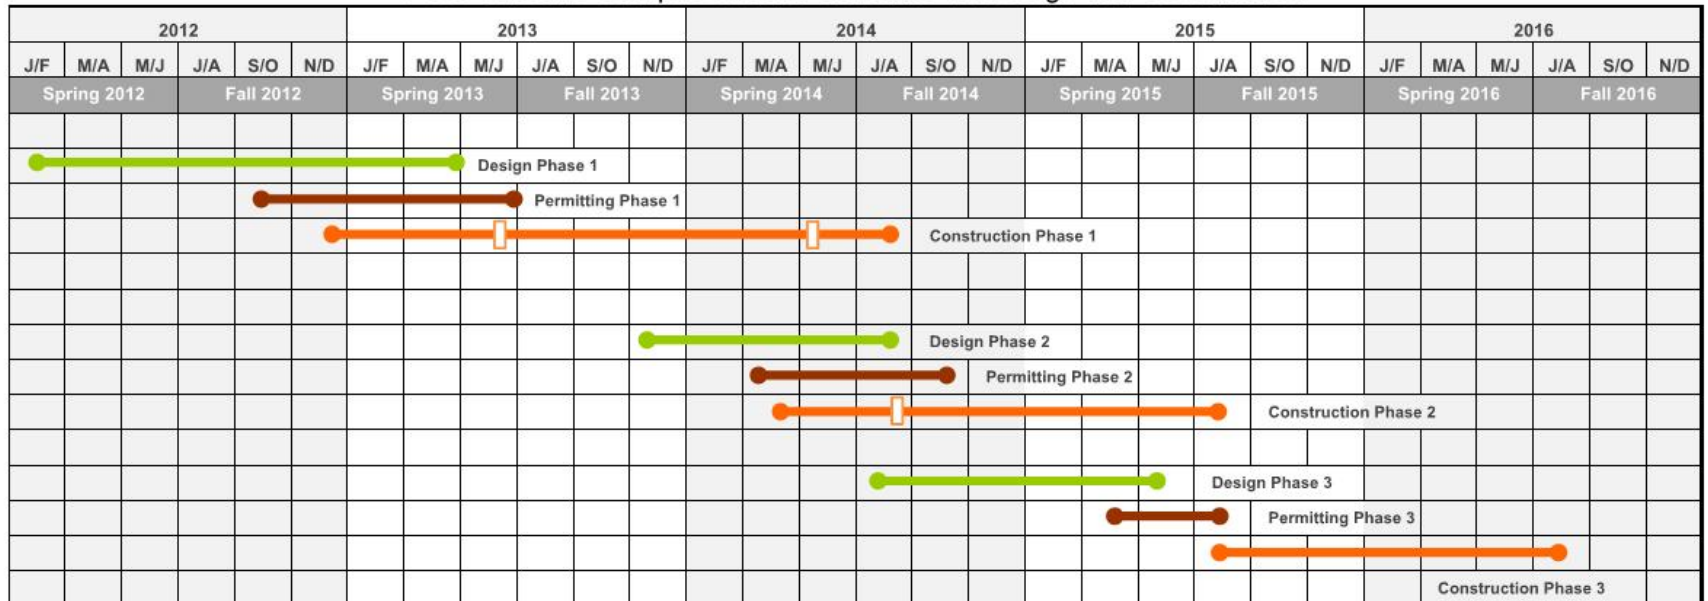 2012 2013 2014 2015 2016
J/F M/A M/J J/A S/O N/D J/F M/A M/J J/A S/O N/D J/F M/A M/J J/A S/O N/D J/F M/A M/J J/A S/O N/D J/F M/A M/J J/A S/O N/D
Spring 2012 Fall 2012 Spring 2013 Fall 2013 Spring 2014 Fall 2014 Spring 2015 Fall 2015 Spring 2016 Fall 2016
Design Phase 1
Permitting Phase 1
Construction Phase 1
Design Phase 2
Permitting Phase 2
Construction Phase 2
Design Phase 3
Permitting Phase 3
Construction Phase 3